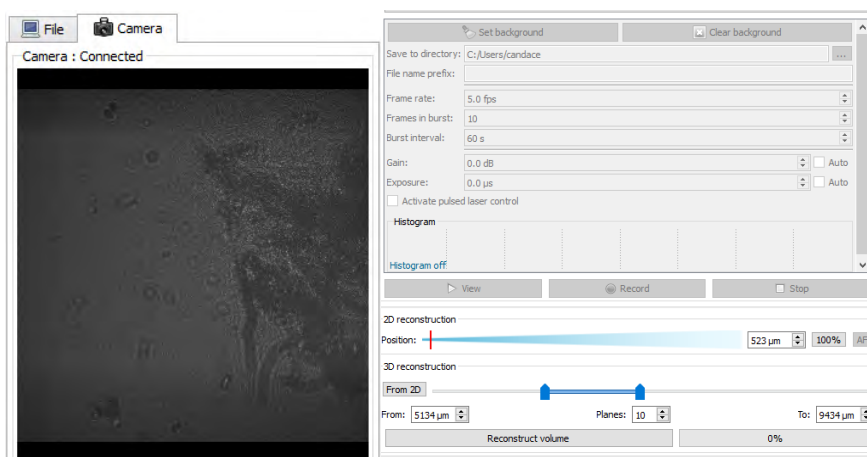 File
Camera
Camera : Connected
Set background
Clear background
Save to directory: C:/Users/candace ...
File name prefix:
Frame rate: 5.0 fps
Frames in burst: 10
Burst interval: 60 s
Gain: 0.0 dB Auto
Exposure: 0.0 µs Auto
Activate pulsed laser control
Histogram
Histogram off
View
Record
Stop
2D reconstruction
Position: 523 µm 100% AF
3D reconstruction
From 2D
From: 5134 µm Planes: 10 To: 9434 µm
Reconstruct volume 0%